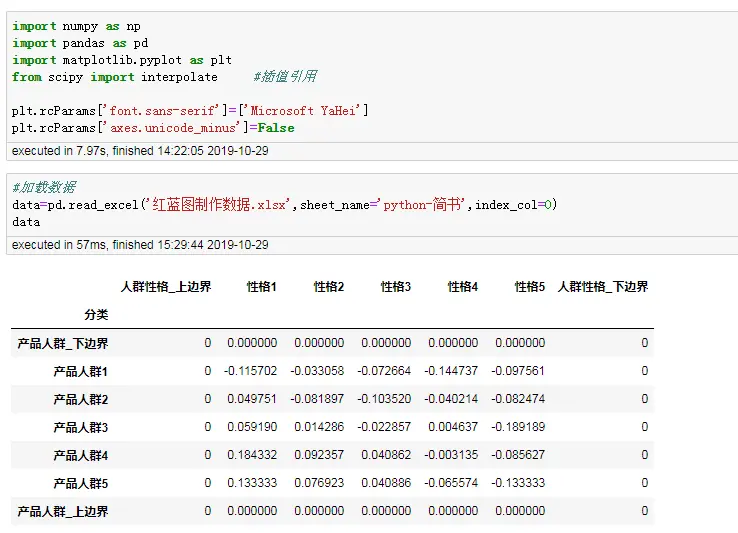 import numpy as np
import pandas as pd
import matplotlib.pyplot as plt
from scipy import interpolate #插值引用
plt.rcParams['font.sans-serif']=['Microsoft YaHei']
plt.rcParams['axes.unicode_minus']=False
executed in 7.97s, finished 14:22:05 2019-10-29
#加载数据
data=pd.read_excel('红蓝图制作数据.xlsx',sheet_name='python-简书',index_col=0)
data
executed in 57ms, finished 15:29:44 2019-10-29
人群性格_上边界 性格1 性格2 性格3 性格4 性格5 人群性格_下边界
分类
产品人群_下边界 0 0.000000 0.000000 0.000000 0.000000 0.000000 0
产品人群1 0 -0.115702 -0.033058 -0.072664 -0.144737 -0.097561 0
产品人群2 0 0.049751 -0.081897 -0.103520 -0.040214 -0.082474 0
产品人群3 0 0.059190 0.014286 -0.022857 0.004637 -0.189189 0
产品人群4 0 0.184332 0.092357 0.040862 -0.003135 -0.085627 0
产品人群5 0 0.133333 0.076923 0.040886 -0.065574 -0.133333 0
产品人群_上边界 0 0.000000 0.000000 0.000000 0.000000 0.000000 0